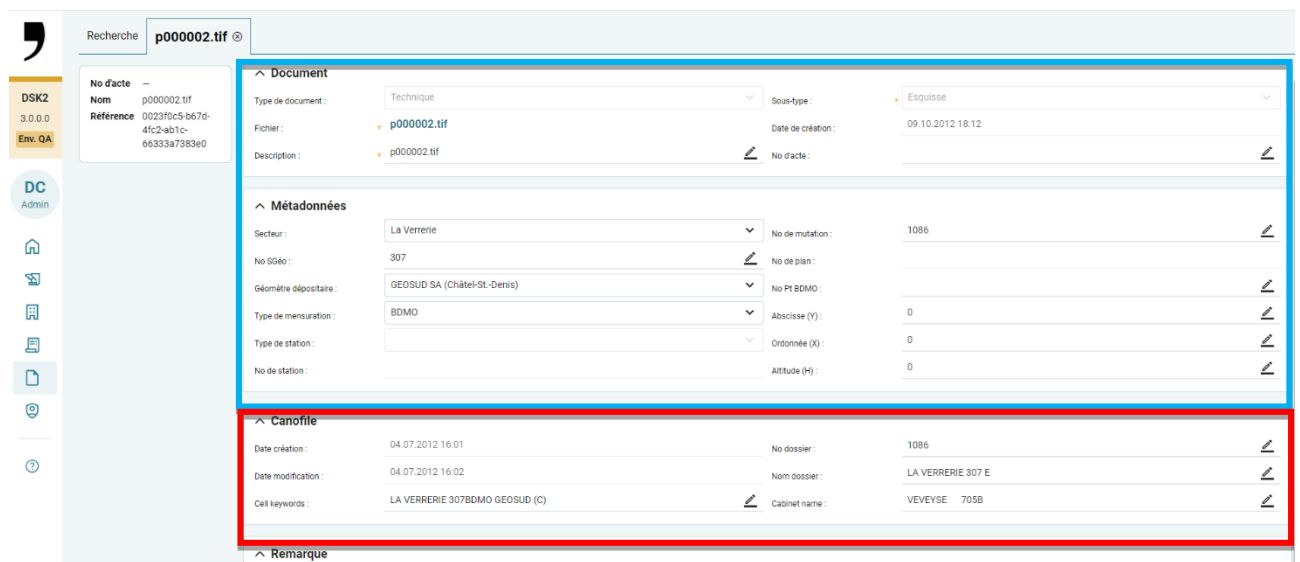 Recherche p000002.tif
DSK2
3.0.0.0
Env. QA
DC
Admin
No d'acte –
Nom p000002.tif
Référence 0023f0c5-b67d-
4fc2-ab1c-
66333a7383e0
Document
Type de document : Technique Sous-type : * Esquisse
Fichier : * p000002.tif Date de création : 09.10.2012 18:12
Description : * p000002.tif No d'acte :
Métadonnées
Secteur : La Verrerie No de mutation : 1086
No SGéo : 307 No de plan :
Géomètre dépositaire : GEOSUD SA (Châtel-St.-Denis) No Pt BDMO :
Type de mensuration : BDMO Abscisse (Y) : 0
Type de station : Ordonnée (X) : 0
No de station : Altitude (H) : 0
Canofile
Date création : 04.07.2012 16:01 No dossier : 1086
Date modification : 04.07.2012 16:02 Nom dossier : LA VERRERIE 307 E
Cell keywords : LA VERRERIE 307BDMO GEOSUD (C) Cabinet name : VEVEYSE 705B
Remarque